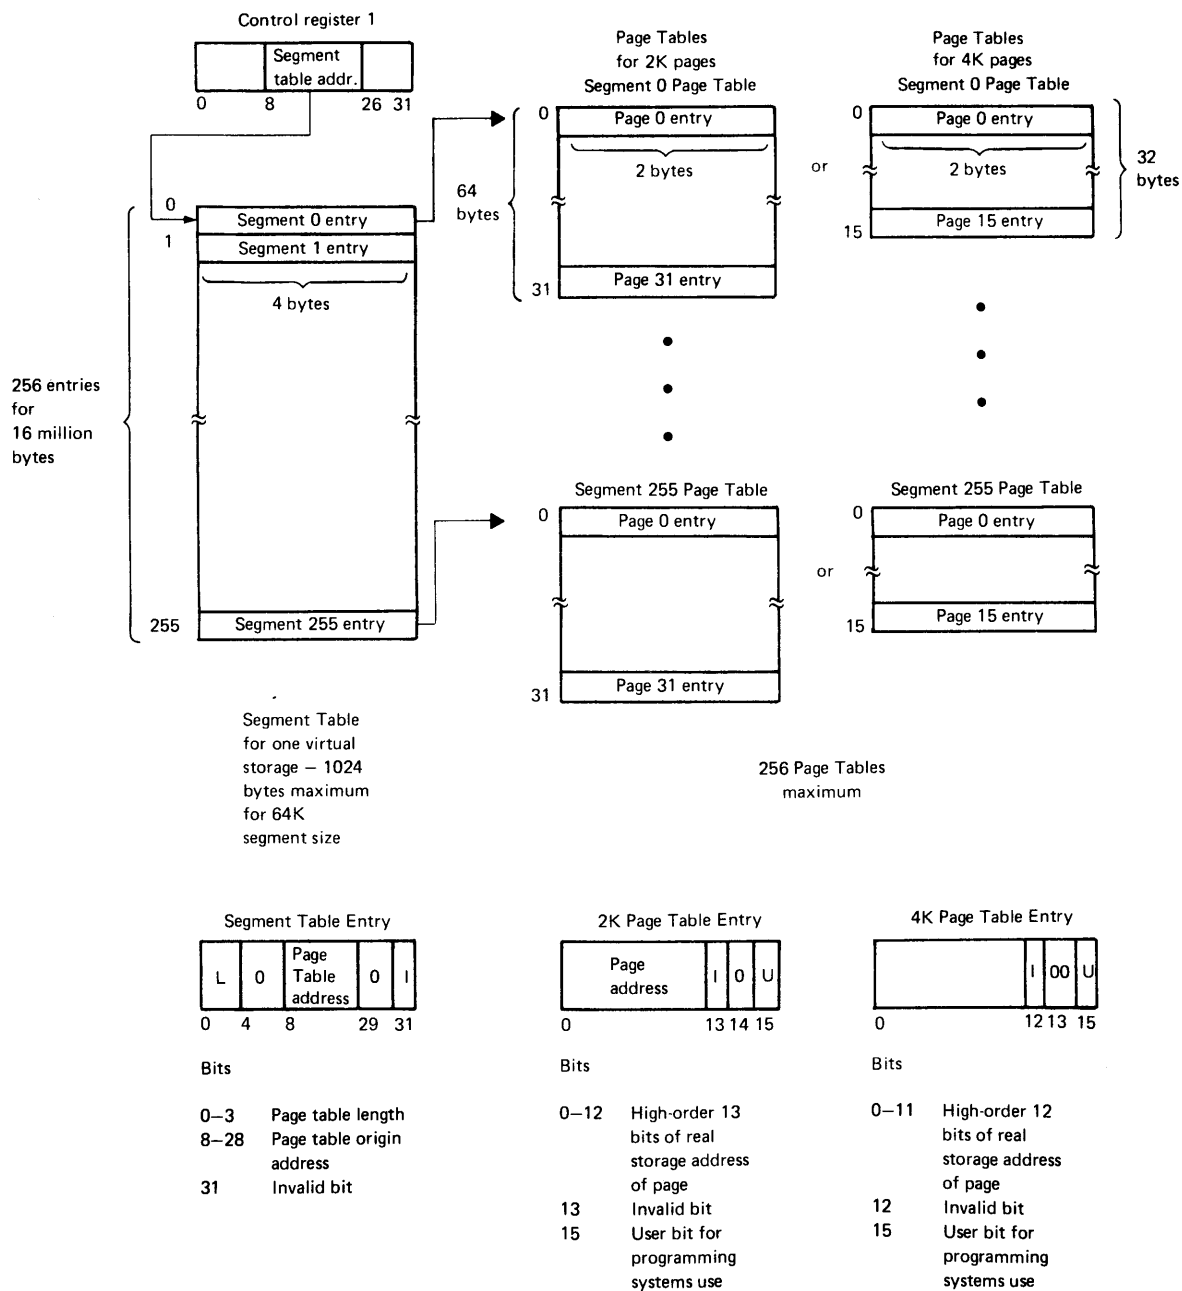 Control register 1
Segment
table addr.
0 8 26 31
Page Tables
for 2K pages
Segment 0 Page Table
0
Page 0 entry
2 bytes
64
bytes
Page 31 entry
31
or
Page Tables
for 4K pages
Segment 0 Page Table
0
Page 0 entry
2 bytes
32
bytes
Page 15 entry
15
0
Segment 0 entry
1
Segment 1 entry
4 bytes
256 entries
for
16 million
bytes
255
Segment 255 entry
Segment 255 Page Table
0
Page 0 entry
Page 31 entry
31
or
Segment 255 Page Table
0
Page 0 entry
Page 15 entry
15
Segment Table
for one virtual
storage – 1024
bytes maximum
for 64K
segment size
256 Page Tables
maximum
Segment Table Entry
L 0
Page
Table
address
0 I
0 4 8 29 31
Bits
0–3 Page table length
8–28 Page table origin
address
31 Invalid bit
2K Page Table Entry
Page
address
I 0 U
0 13 14 15
Bits
0–12 High-order 13
bits of real
storage address
of page
13 Invalid bit
15 User bit for
programming
systems use
4K Page Table Entry
I 00 U
0 12 13 15
Bits
0–11 High-order 12
bits of real
storage address
of page
12 Invalid bit
15 User bit for
programming
systems use